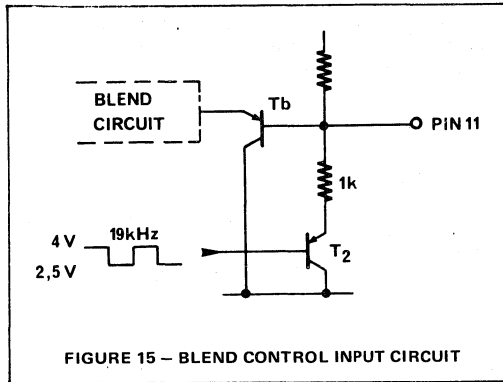 BLEND
CIRCUIT
Tb
PIN 11
1k
19kHz
4 V
2,5 V
T2
FIGURE 15 – BLEND CONTROL INPUT CIRCUIT